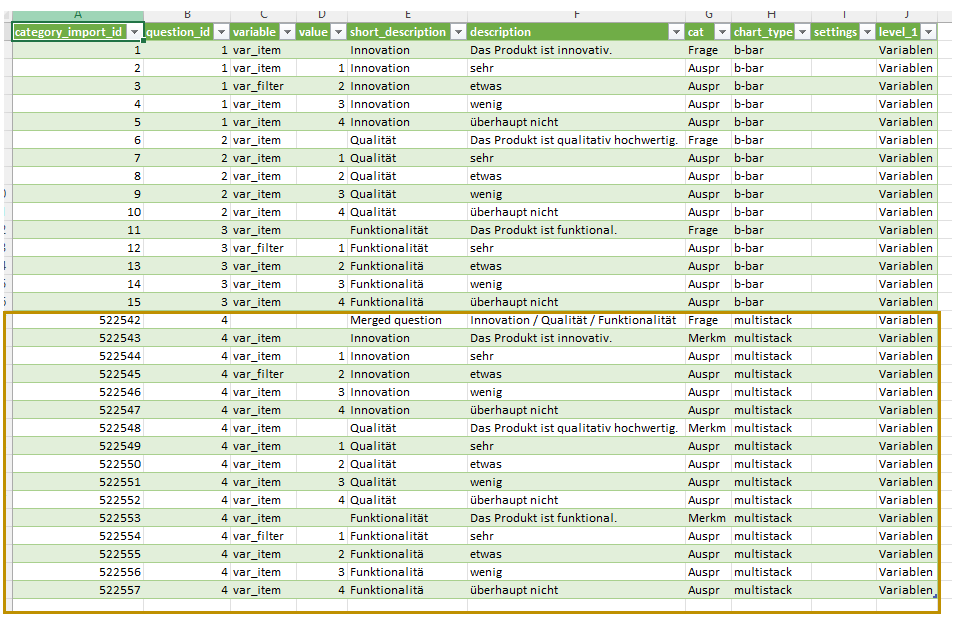 A B C D E F G H I J
category_import_id question_id variable value short_description description cat chart_type settings level_1
1 1 var_item Innovation Das Produkt ist innovativ. Frage b-bar Variablen
2 1 var_item 1 Innovation sehr Auspr b-bar Variablen
3 1 var_filter 2 Innovation etwas Auspr b-bar Variablen
4 1 var_item 3 Innovation wenig Auspr b-bar Variablen
5 1 var_item 4 Innovation überhaupt nicht Auspr b-bar Variablen
6 2 var_item Qualität Das Produkt ist qualitativ hochwertig. Frage b-bar Variablen
7 2 var_item 1 Qualität sehr Auspr b-bar Variablen
8 2 var_item 2 Qualität etwas Auspr b-bar Variablen
9 2 var_item 3 Qualität wenig Auspr b-bar Variablen
10 2 var_item 4 Qualität überhaupt nicht Auspr b-bar Variablen
11 3 var_item Funktionalität Das Produkt ist funktional. Frage b-bar Variablen
12 3 var_filter 1 Funktionalität sehr Auspr b-bar Variablen
13 3 var_item 2 Funktionalitä etwas Auspr b-bar Variablen
14 3 var_item 3 Funktionalitä wenig Auspr b-bar Variablen
15 3 var_item 4 Funktionalitä überhaupt nicht Auspr b-bar Variablen
522542 4 Merged question Innovation / Qualität / Funktionalität Frage multistack Variablen
522543 4 var_item Innovation Das Produkt ist innovativ. Merkm multistack Variablen
522544 4 var_item 1 Innovation sehr Auspr multistack Variablen
522545 4 var_filter 2 Innovation etwas Auspr multistack Variablen
522546 4 var_item 3 Innovation wenig Auspr multistack Variablen
522547 4 var_item 4 Innovation überhaupt nicht Auspr multistack Variablen
522548 4 var_item Qualität Das Produkt ist qualitativ hochwertig. Merkm multistack Variablen
522549 4 var_item 1 Qualität sehr Auspr multistack Variablen
522550 4 var_item 2 Qualität etwas Auspr multistack Variablen
522551 4 var_item 3 Qualität wenig Auspr multistack Variablen
522552 4 var_item 4 Qualität überhaupt nicht Auspr multistack Variablen
522553 4 var_item Funktionalität Das Produkt ist funktional. Merkm multistack Variablen
522554 4 var_filter 1 Funktionalität sehr Auspr multistack Variablen
522555 4 var_item 2 Funktionalitä etwas Auspr multistack Variablen
522556 4 var_item 3 Funktionalitä wenig Auspr multistack Variablen
522557 4 var_item 4 Funktionalitä überhaupt nicht Auspr multistack Variablen